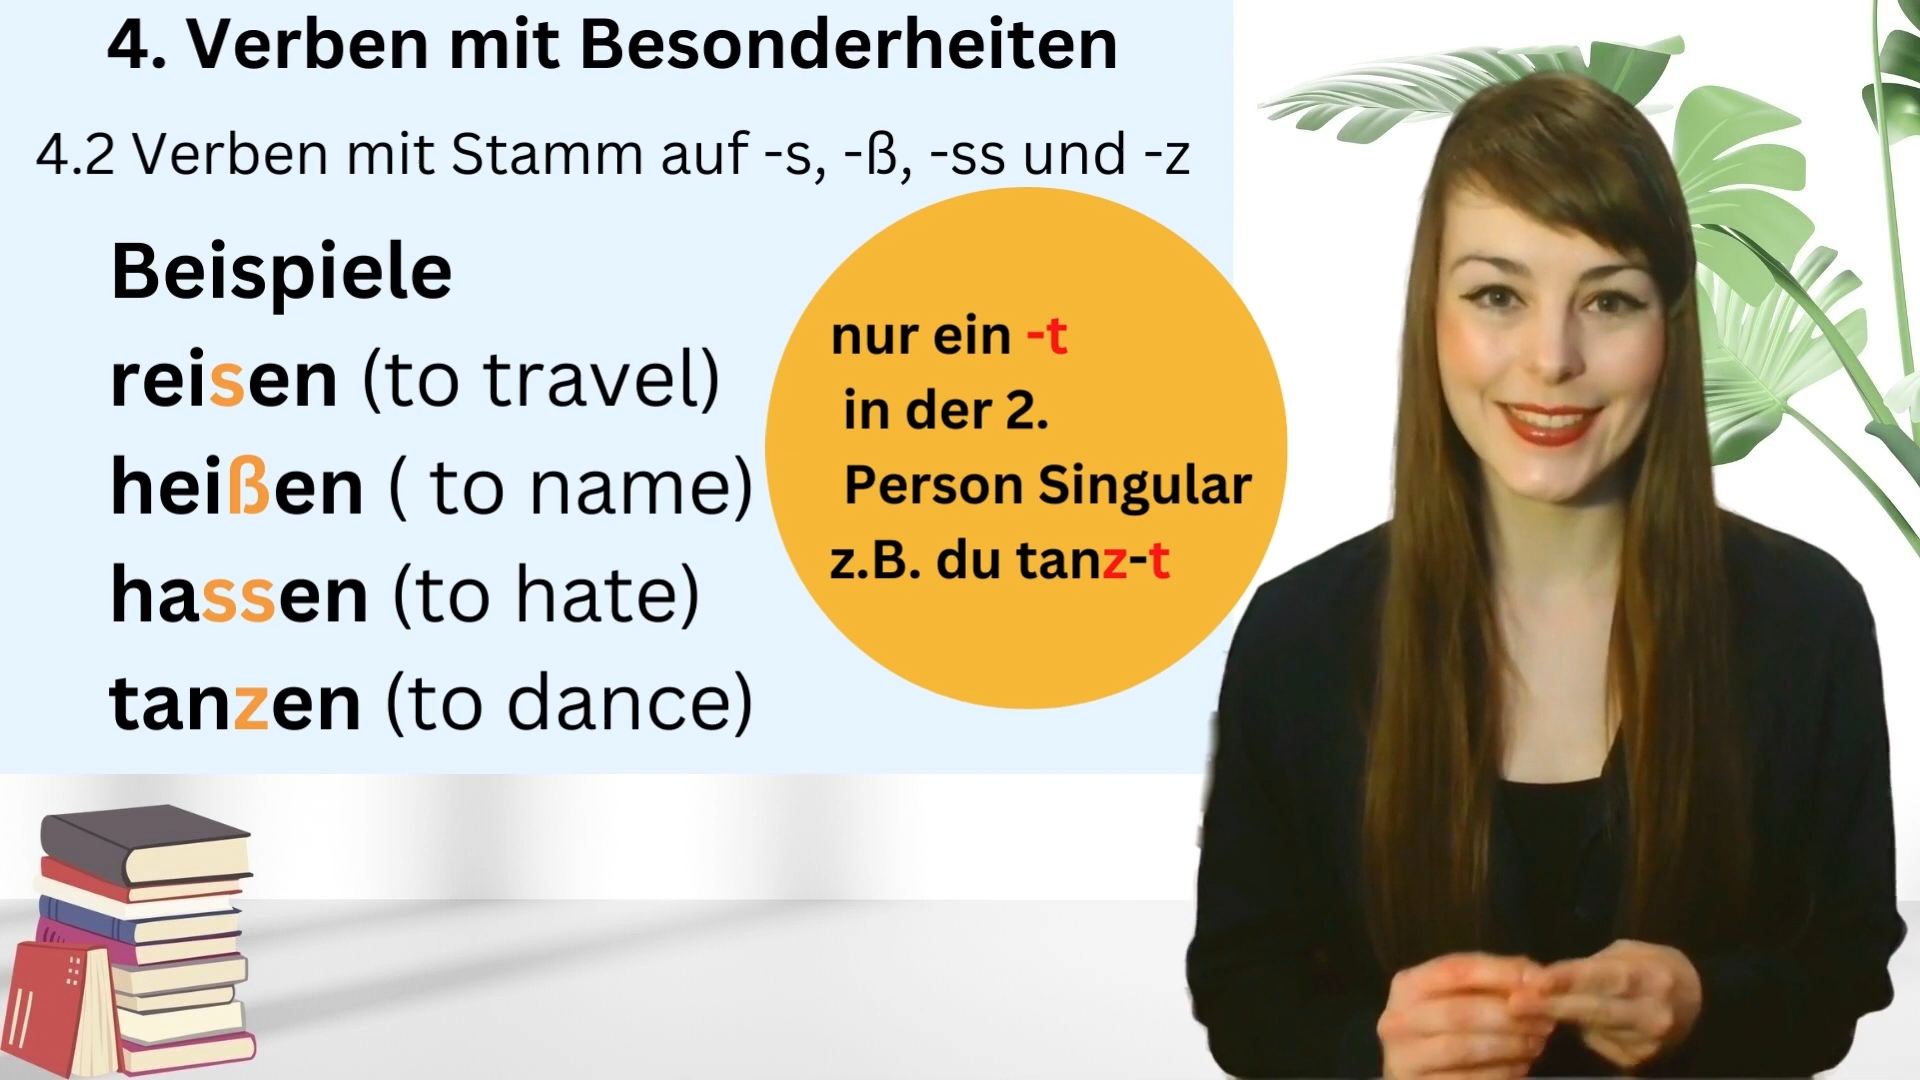 4. Verben mit Besonderheiten
4.2 Verben mit Stamm auf -s, -ß, -ss und -z
Beispiele
reisen (to travel)
heißen ( to name)
hassen (to hate)
tanzen (to dance)
nur ein -t
in der 2.
Person Singular
z.B. du tanz-t